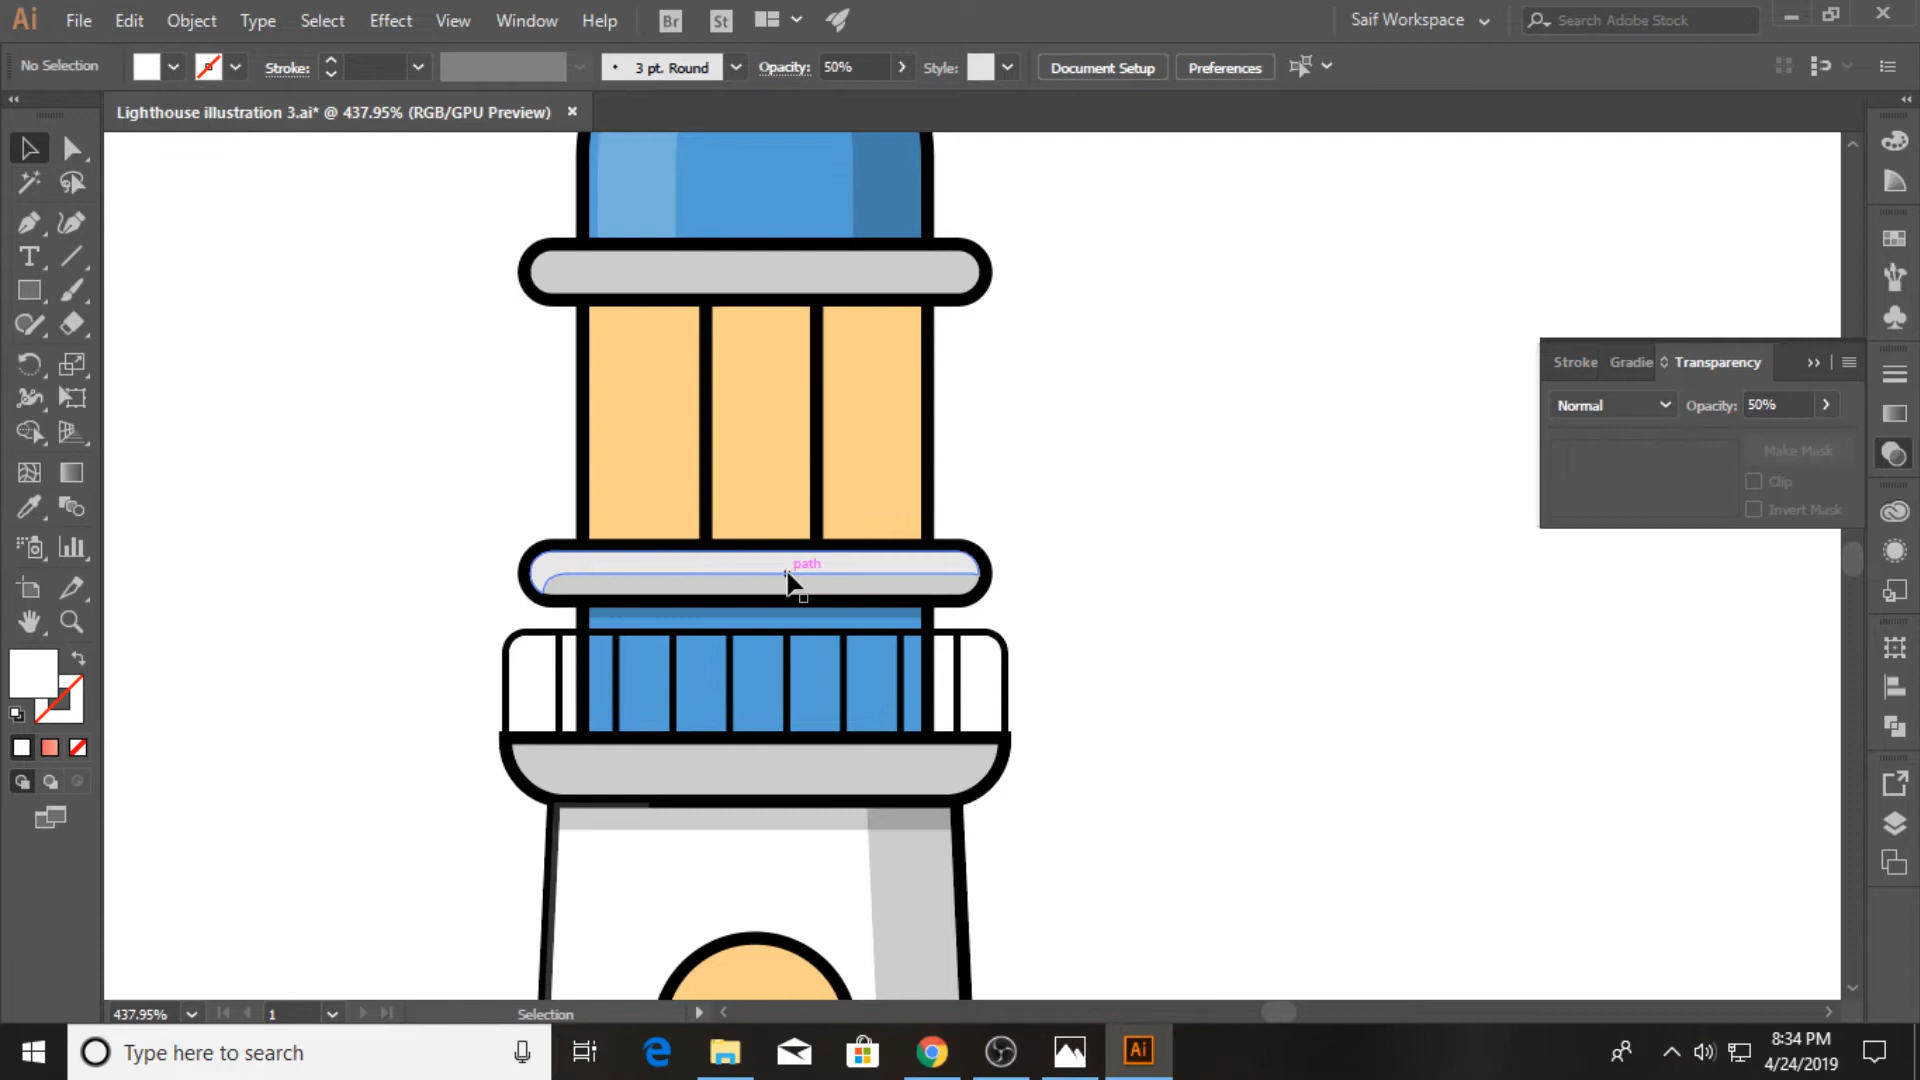 Ai File Edit Object Type Select Effect View Window Help Br St Saif Workspace Search Adobe Stock
No Selection Stroke: 3 pt. Round Opacity: 50% Style: Document Setup Preferences
Lighthouse illustration 3.ai* @ 437.95% (RGB/GPU Preview)
Stroke Gradie Transparency
Normal Opacity: 50%
Make Mask
Clip
Invert Mask
path
437.95% 1 Selection
Type here to search Ai 8:34 PM
4/24/2019